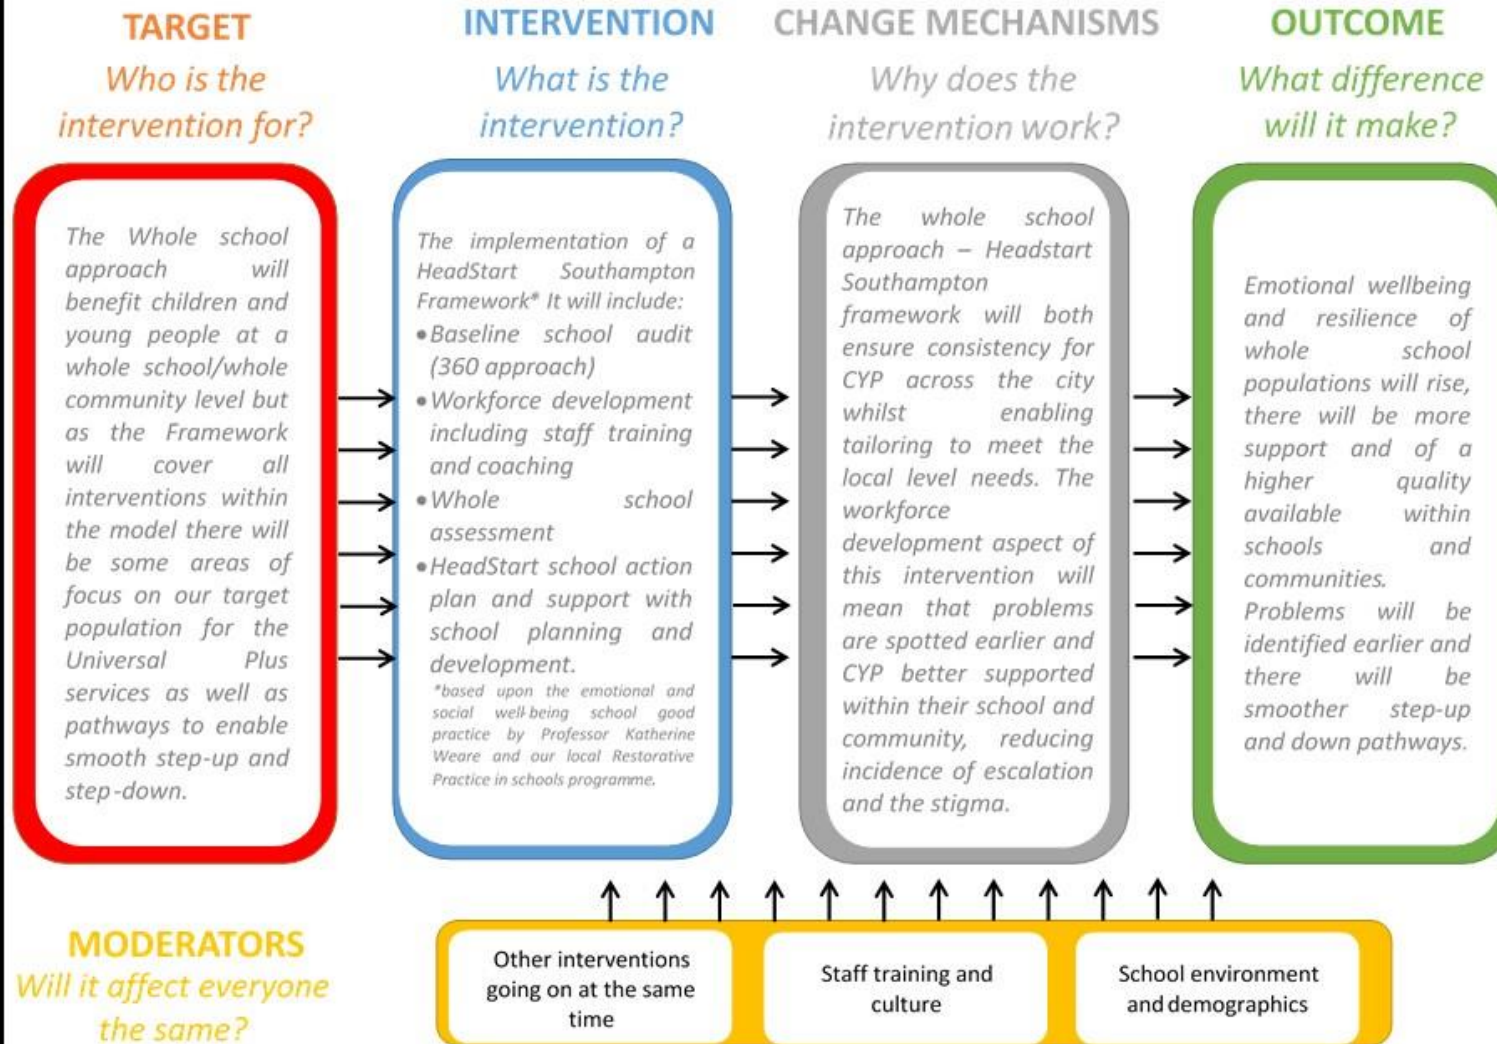 TARGET
Who is the
intervention for?
The Whole school
approach will
benefit children and
young people at a
whole school/whole
community level but
as the Framework
will cover all
interventions within
the model there will
be some areas of
focus on our target
population for the
Universal Plus
services as well as
pathways to enable
smooth step-up and
step-down.
INTERVENTION
What is the
intervention?
The implementation of a
HeadStart Southampton
Framework* It will include:
•Baseline school audit
(360 approach)
•Workforce development
including staff training
and coaching
•Whole school
assessment
•HeadStart school action
plan and support with
school planning and
development.
*based upon the emotional and
social well-being school good
practice by Professor Katherine
Weare and our local Restorative
Practice in schools programme.
CHANGE MECHANISMS
Why does the
intervention work?
The whole school
approach – Headstart
Southampton
framework will both
ensure consistency for
CYP across the city
whilst enabling
tailoring to meet the
local level needs. The
workforce
development aspect of
this intervention will
mean that problems
are spotted earlier and
CYP better supported
within their school and
community, reducing
incidence of escalation
and the stigma.
OUTCOME
What difference
will it make?
Emotional wellbeing
and resilience of
whole school
populations will rise,
there will be more
support and of a
higher quality
available within
schools and
communities.
Problems will be
identified earlier and
there will be
smoother step-up
and down pathways.
MODERATORS
Will it affect everyone
the same?
Other interventions
going on at the same
time
Staff training and
culture
School environment
and demographics